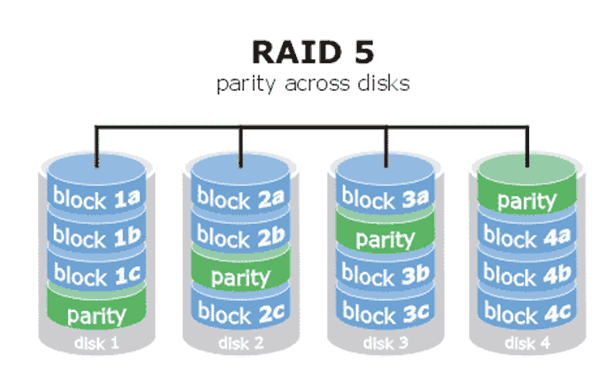 RAID 5
parity across disks
block 1a
block 1b
block 1c
parity
disk 1
block 2a
block 2b
parity
block 2c
disk 2
block 3a
parity
block 3b
block 3c
disk 3
parity
block 4a
block 4b
block 4c
disk 4